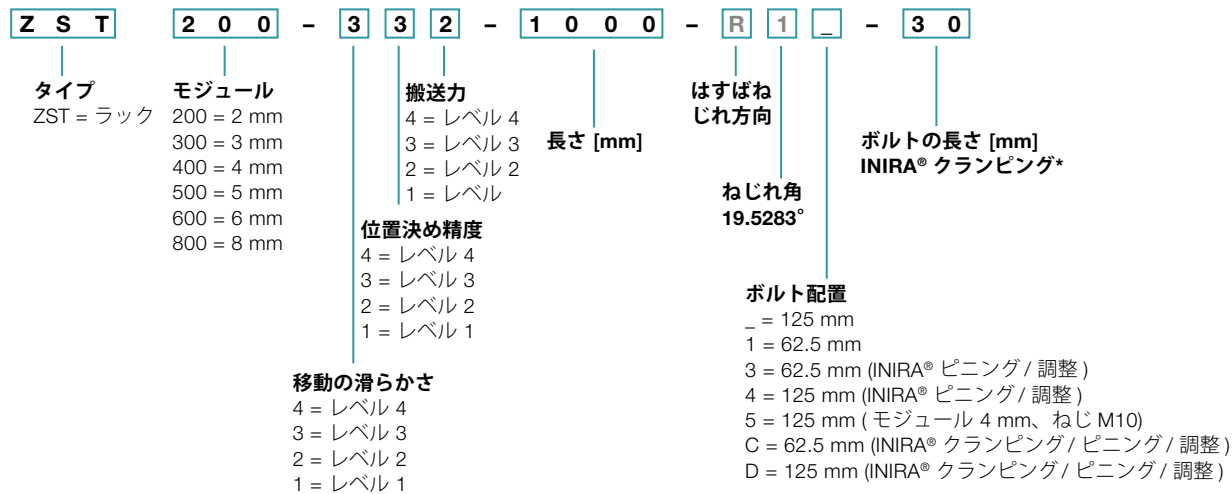 Z S T 2 0 0 – 3 3 2 – 1 0 0 0 – R 1 _ – 3 0
タイプ
ZST = ラック
モジュール
200 = 2 mm
300 = 3 mm
400 = 4 mm
500 = 5 mm
600 = 6 mm
800 = 8 mm
搬送力
4 = レベル 4
3 = レベル 3
2 = レベル 2
1 = レベル
長さ [mm]
はすばね
じれ方向
ボルトの長さ [mm]
INIRA® クランピング*
ねじれ角
19.5283°
位置決め精度
4 = レベル 4
3 = レベル 3
2 = レベル 2
1 = レベル 1
ボルト配置
_ = 125 mm
1 = 62.5 mm
3 = 62.5 mm (INIRA® ピニング / 調整 )
4 = 125 mm (INIRA® ピニング / 調整 )
5 = 125 mm ( モジュール 4 mm、ねじ M10)
C = 62.5 mm (INIRA® クランピング / ピニング / 調整 )
D = 125 mm (INIRA® クランピング / ピニング / 調整 )
移動の滑らかさ
4 = レベル 4
3 = レベル 3
2 = レベル 2
1 = レベル 1